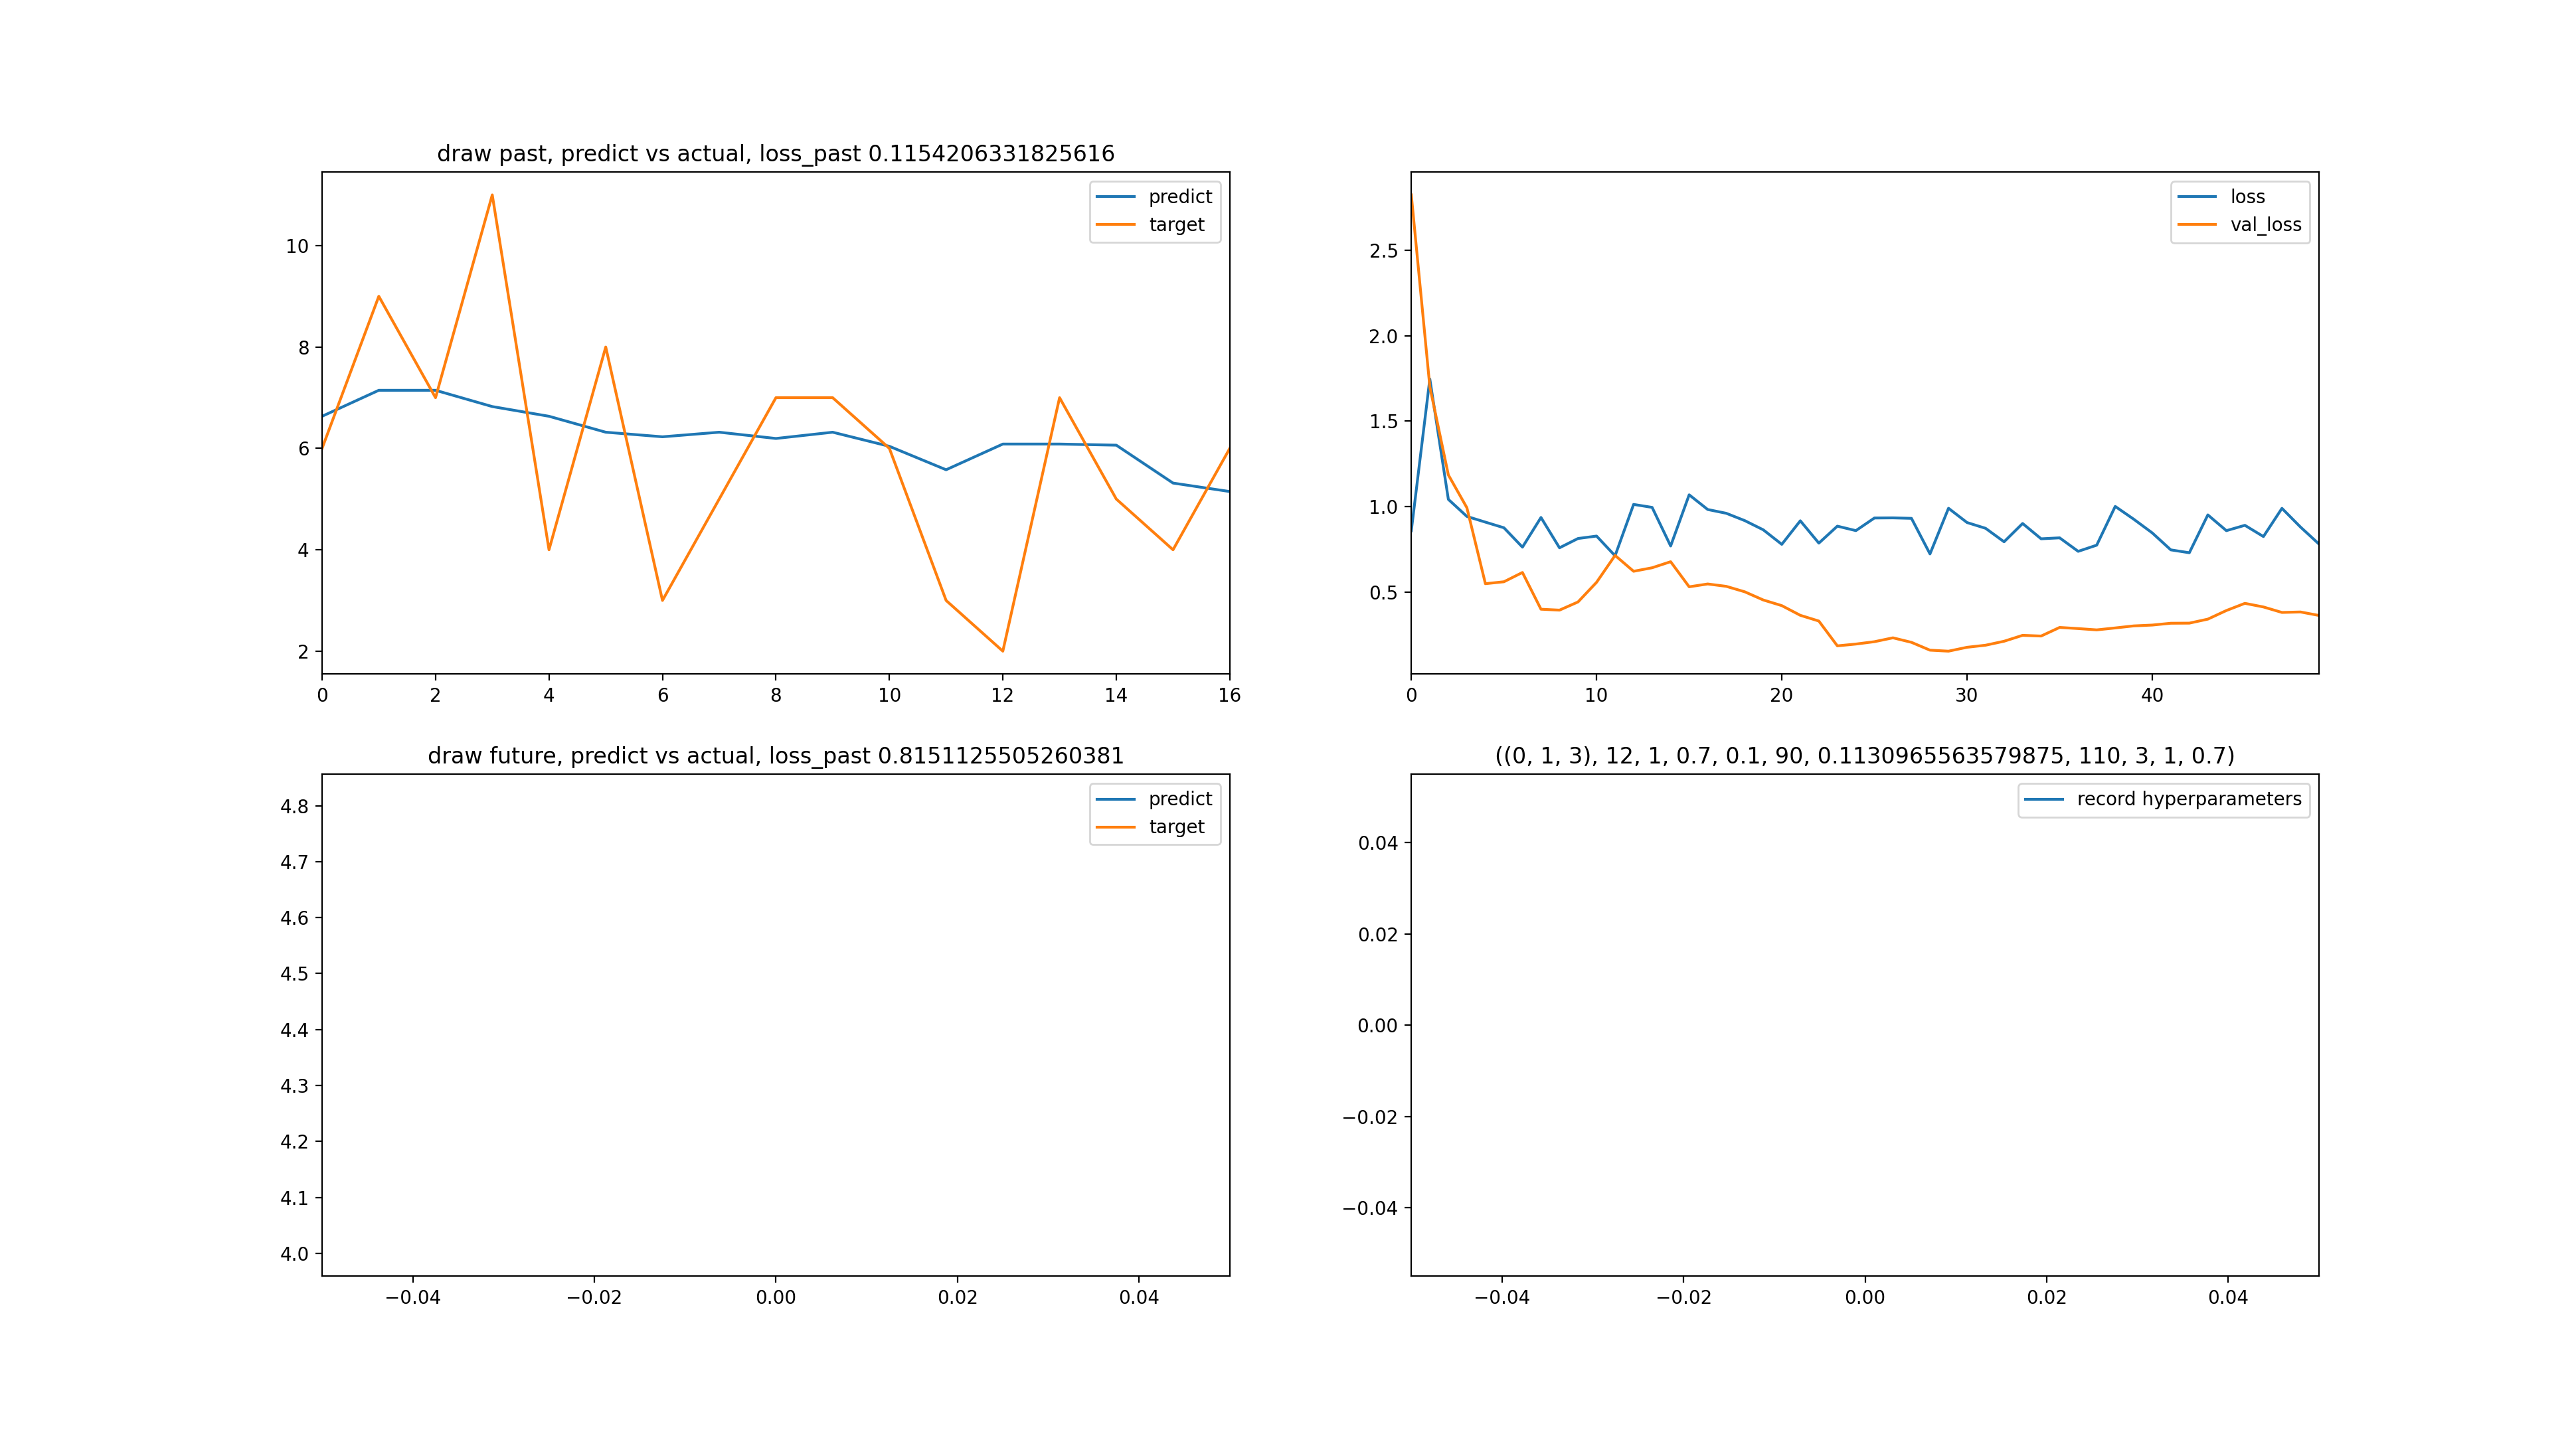 draw past, predict vs actual, loss_past 0.1154206331825616
predict
target
10
8
6
4
2
0 2 4 6 8 10 12 14 16
loss
val_loss
2.5
2.0
1.5
1.0
0.5
0 10 20 30 40
draw future, predict vs actual, loss_past 0.8151125505260381
predict
target
4.8
4.7
4.6
4.5
4.4
4.3
4.2
4.1
4.0
−0.04 −0.02 0.00 0.02 0.04
((0, 1, 3), 12, 1, 0.7, 0.1, 90, 0.1130965563579875, 110, 3, 1, 0.7)
record hyperparameters
0.04
0.02
0.00
−0.02
−0.04
−0.04 −0.02 0.00 0.02 0.04